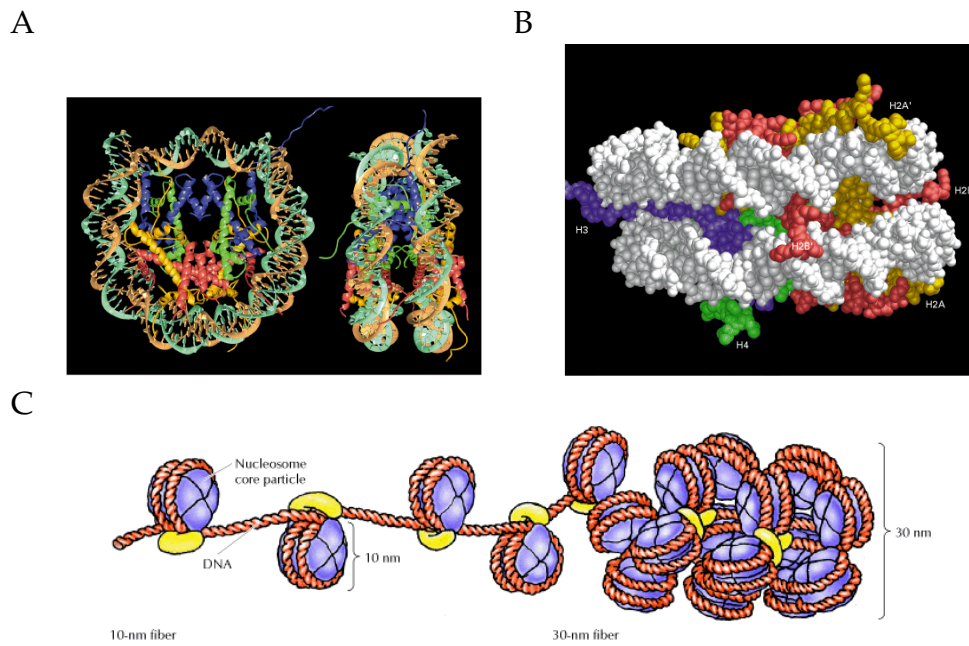 A
B
H2A'
H3
H2B'
H2A
H4
C
Nucleosome
core particle
DNA
10 nm
30 nm
10-nm fiber
30-nm fiber